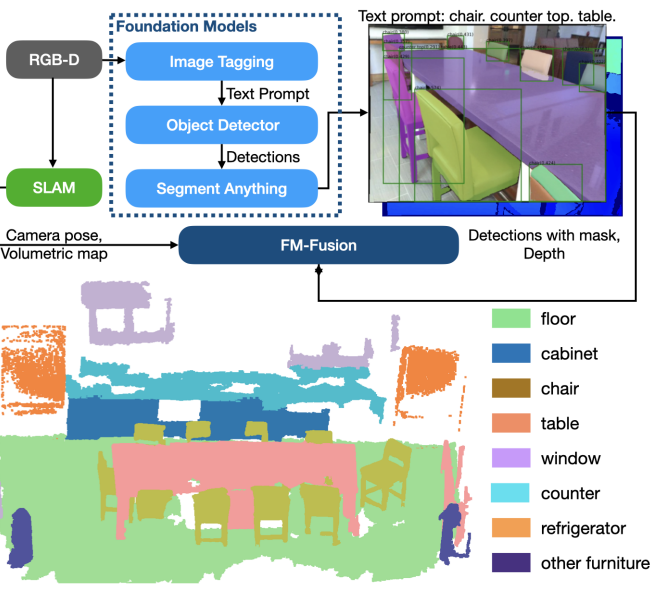 Foundation Models
Text prompt: chair. counter top. table.
RGB-D
Image Tagging
Text Prompt
Object Detector
Detections
SLAM
Segment Anything
Camera pose,
Volumetric map
FM-Fusion
Detections with mask,
Depth
floor
cabinet
chair
table
window
counter
refrigerator
other furniture